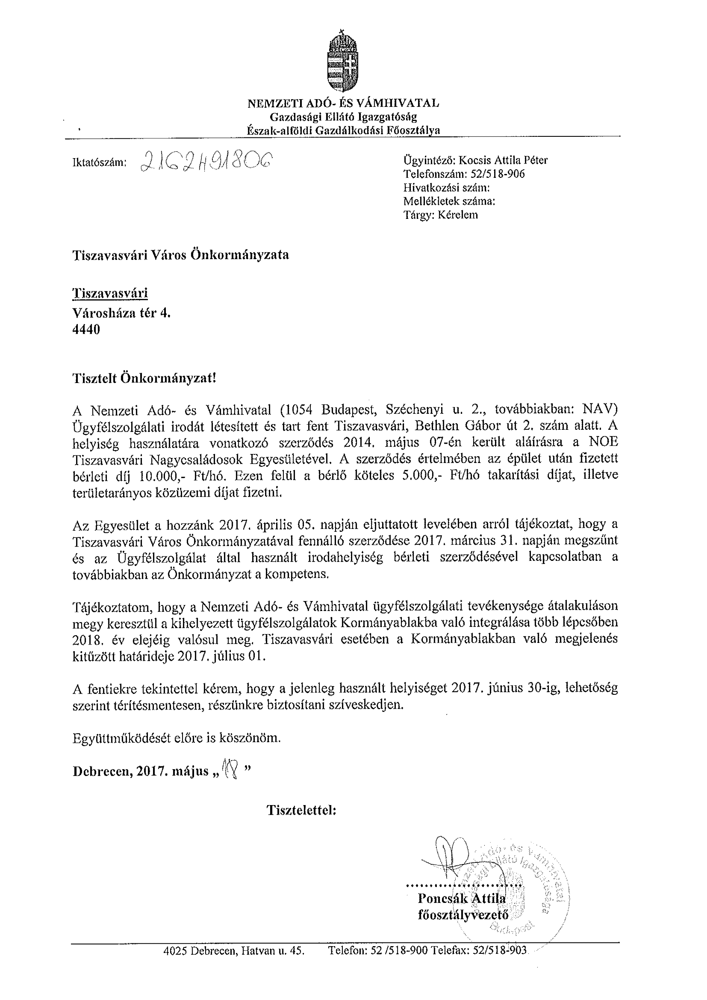 NEMZETI ADÓ- ÉS VÁMHIVATAL
Gazdasági Ellátó Igazgatóság
Észak-alföldi Gazdálkodási Főosztálya
Iktatószám: 2162491806
Ügyintéző: Kocsis Attila Péter
Telefonszám: 52/518-906
Hivatkozási szám:
Mellékletek száma:
Tárgy: Kérelem
Tiszavasvári Város Önkormányzata
Tiszavasvári
Városháza tér 4.
4440
Tisztelt Önkormányzat!
A Nemzeti Adó- és Vámhivatal (1054 Budapest, Széchenyi u. 2., továbbiakban: NAV)
Ügyfélszolgálati irodát létesített és tart fent Tiszavasvári, Bethlen Gábor út 2. szám alatt. A
helyiség használatára vonatkozó szerződés 2014. május 07-én került aláírásra a NOE
Tiszavasvári Nagycsaládosok Egyesületével. A szerződés értelmében az épület után fizetett
bérleti díj 10.000,- Ft/hó. Ezen felül a bérlő köteles 5.000,- Ft/hó takarítási díjat, illetve
területarányos közüzemi díjat fizetni.
Az Egyesület a hozzánk 2017. április 05. napján eljuttatott levelében arról tájékoztat, hogy a
Tiszavasvári Város Önkormányzatával fennálló szerződése 2017. március 31. napján megszűnt
és az Ügyfélszolgálat által használt irodahelyiség bérleti szerződésével kapcsolatban a
továbbiakban az Önkormányzat a kompetens.
Tájékoztatom, hogy a Nemzeti Adó- és Vámhivatal ügyfélszolgálati tevékenysége átalakuláson
megy keresztül a kihelyezett ügyfélszolgálatok Kormányablakba való integrálása több lépcsőben
2018. év elejéig valósul meg. Tiszavasvári esetében a Kormányablakban való megjelenés
kitűzött határideje 2017. július 01.
A fentiekre tekintettel kérem, hogy a jelenleg használt helyiséget 2017. június 30-ig, lehetőség
szerint térítésmentesen, részünkre biztosítani szíveskedjen.
Együttműködését előre is köszönöm.
Debrecen, 2017. május „18 ”
Tisztelettel:
Poncsák Attila
főosztályvezető
Adó- és Vámhivatal
Ellátó Igazgatósága
Budapest
4025 Debrecen, Hatvan u. 45. Telefon: 52 /518-900 Telefax: 52/518-903